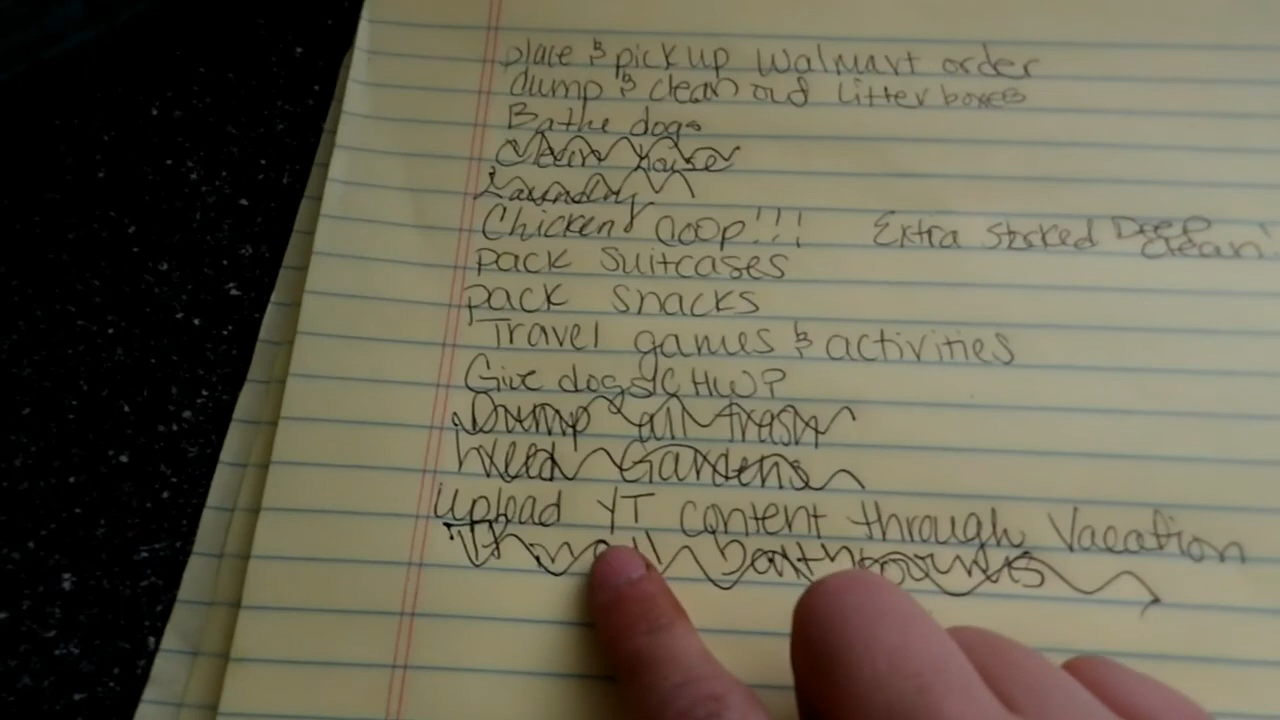 place & pick up Walmart order
dump & clean out litter boxes
Bathe dogs
Clean House
Laundry
Chicken Coop!!! Extra Stocked Deep Clean!
pack Suitcases
pack snacks
Travel games & activities
Give dogs HW?
Dump all trash
Weed Gardens
Upload YT content through Vacation
bathrooms